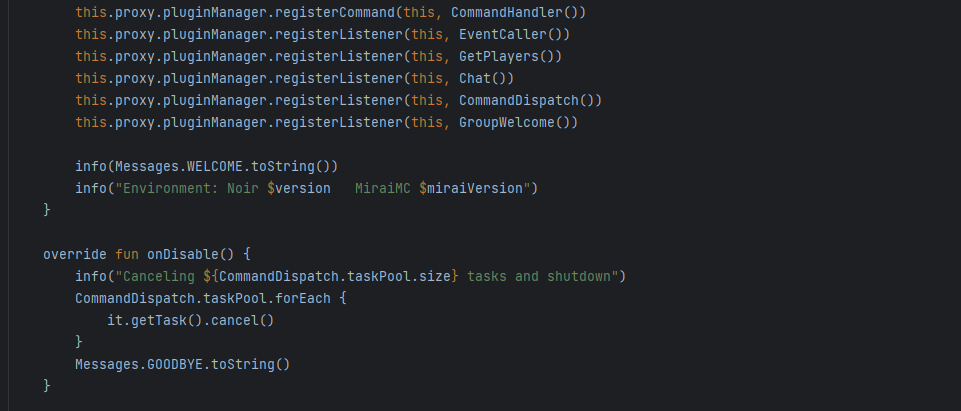 this.proxy.pluginManager.registerCommand(this, CommandHandler())
this.proxy.pluginManager.registerListener(this, EventCaller())
this.proxy.pluginManager.registerListener(this, GetPlayers())
this.proxy.pluginManager.registerListener(this, Chat())
this.proxy.pluginManager.registerListener(this, CommandDispatch())
this.proxy.pluginManager.registerListener(this, GroupWelcome())
info(Messages.WELCOME.toString())
info("Environment: Noir $version   MiraiMC $miraiVersion")
}
override fun onDisable() {
info("Canceling ${CommandDispatch.taskPool.size} tasks and shutdown")
CommandDispatch.taskPool.forEach {
it.getTask().cancel()
}
Messages.GOODBYE.toString()
}